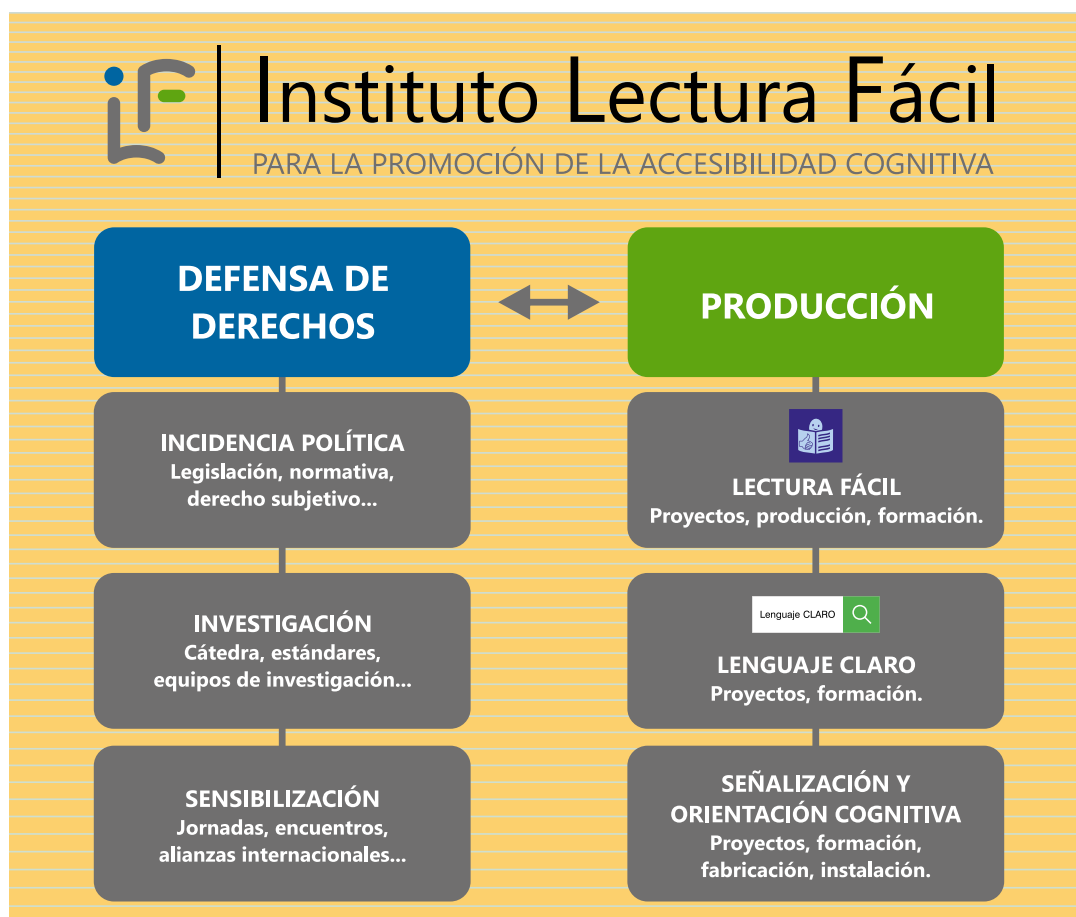 Instituto Lectura Fácil
PARA LA PROMOCIÓN DE LA ACCESIBILIDAD COGNITIVA
DEFENSA DE
DERECHOS
INCIDENCIA POLÍTICA
Legislación, normativa,
derecho subjetivo...
INVESTIGACIÓN
Cátedra, estándares,
equipos de investigación...
SENSIBILIZACIÓN
Jornadas, encuentros,
alianzas internacionales...
PRODUCCIÓN
LECTURA FÁCIL
Proyectos, producción, formación.
Lenguaje CLARO
LENGUAJE CLARO
Proyectos, formación.
SEÑALIZACIÓN Y
ORIENTACIÓN COGNITIVA
Proyectos, formación,
fabricación, instalación.